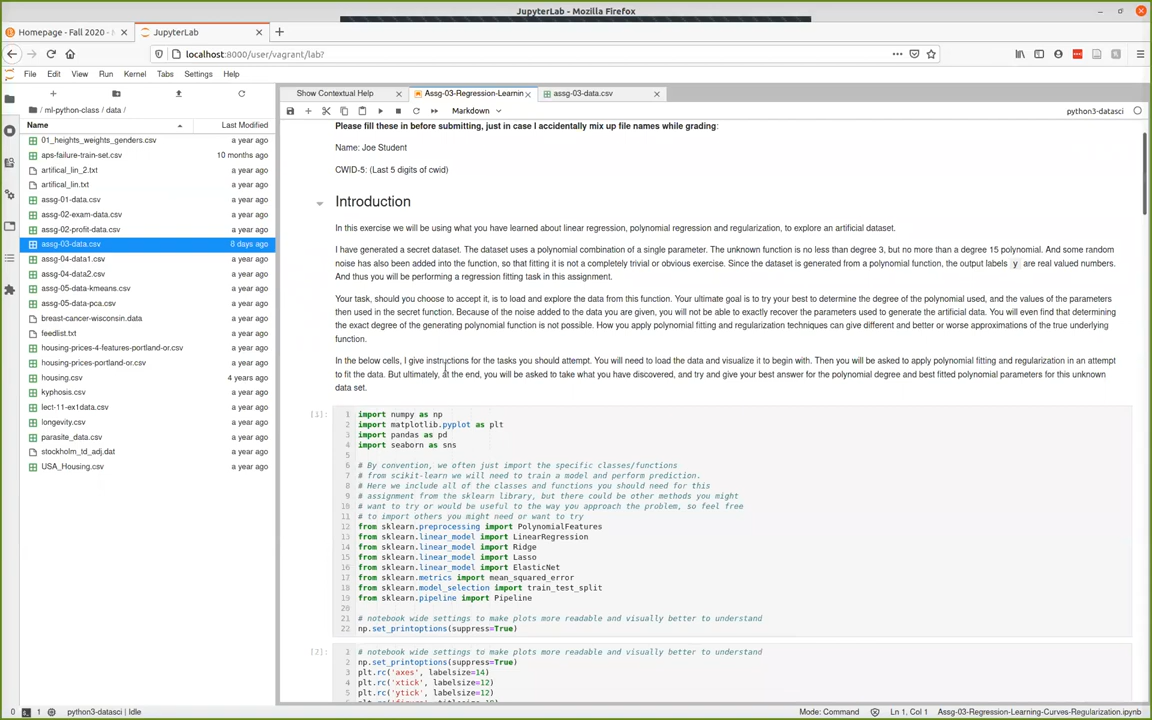 JupyterLab - Mozilla Firefox
Homepage - Fall 2020 -
JupyterLab
localhost:8000/user/vagrant/lab?
File Edit View Run Kernel Tabs Settings Help
/ ml-python-class / data /
Name Last Modified
01_heights_weights_genders.csv a year ago
aps-failure-train-set.csv 10 months ago
artifical_lin_2.txt a year ago
artifical_lin.txt a year ago
assg-01-data.csv a year ago
assg-02-exam-data.csv a year ago
assg-02-profit-data.csv a year ago
assg-03-data.csv 8 days ago
assg-04-data1.csv a year ago
assg-04-data2.csv a year ago
assg-05-data-kmeans.csv a year ago
assg-05-data-pca.csv a year ago
breast-cancer-wisconsin.data a year ago
feedlist.txt a year ago
housing-prices-4-features-portland-or.csv a year ago
housing-prices-portland-or.csv a year ago
housing.csv 4 years ago
kyphosis.csv a year ago
lect-11-ex1data.csv a year ago
longevity.csv a year ago
parasite_data.csv a year ago
stockholm_td_adj.dat a year ago
USA_Housing.csv a year ago
Show Contextual Help
Assg-03-Regression-Learnin
assg-03-data.csv
Markdown
python3-datasci
Please fill these in before submitting, just in case I accidentally mix up file names while grading:
Name: Joe Student
CWID-5: (Last 5 digits of cwid)
Introduction
In this exercise we will be using what you have learned about linear regression, polynomial regression and regularization, to explore an artificial dataset.
I have generated a secret dataset. The dataset uses a polynomial combination of a single parameter. The unknown function is no less than degree 3, but no more than a degree 15 polynomial. And some random
noise has also been added into the function, so that fitting it is not a completely trivial or obvious exercise. Since the dataset is generated from a polynomial function, the output labels y are real valued numbers.
And thus you will be performing a regression fitting task in this assignment.
Your task, should you choose to accept it, is to load and explore the data from this function. Your ultimate goal is to try your best to determine the degree of the polynomial used, and the values of the parameters
then used in the secret function. Because of the noise added to the data you are given, you will not be able to exactly recover the parameters used to generate the artificial data. You will even find that determining
the exact degree of the generating polynomial function is not possible. How you apply polynomial fitting and regularization techniques can give different and better or worse approximations of the true underlying
function.
In the below cells, I give instructions for the tasks you should attempt. You will need to load the data and visualize it to begin with. Then you will be asked to apply polynomial fitting and regularization in an attempt
to fit the data. But ultimately, at the end, you will be asked to take what you have discovered, and try and give your best answer for the polynomial degree and best fitted polynomial parameters for this unknown
data set.
[1]: 1 import numpy as np
2 import matplotlib.pyplot as plt
3 import pandas as pd
4 import seaborn as sns
5
6 # By convention, we often just import the specific classes/functions
7 # from scikit-learn we will need to train a model and perform prediction.
8 # Here we include all of the classes and functions you should need for this
9 # assignment from the sklearn library, but there could be other methods you might
10 # want to try or would be useful to the way you approach the problem, so feel free
11 # to import others you might need or want to try
12 from sklearn.preprocessing import PolynomialFeatures
13 from sklearn.linear_model import LinearRegression
14 from sklearn.linear_model import Ridge
15 from sklearn.linear_model import Lasso
16 from sklearn.linear_model import ElasticNet
17 from sklearn.metrics import mean_squared_error
18 from sklearn.model_selection import train_test_split
19 from sklearn.pipeline import Pipeline
20
21 # notebook wide settings to make plots more readable and visually better to understand
22 np.set_printoptions(suppress=True)
[2]: 1 # notebook wide settings to make plots more readable and visually better to understand
2 np.set_printoptions(suppress=True)
3 plt.rc('axes', labelsize=14)
4 plt.rc('xtick', labelsize=12)
5 plt.rc('ytick', labelsize=12)
0 1 python3-datasci | Idle
Mode: Command Ln 1, Col 1 Assg-03-Regression-Learning-Curves-Regularization.ipynb